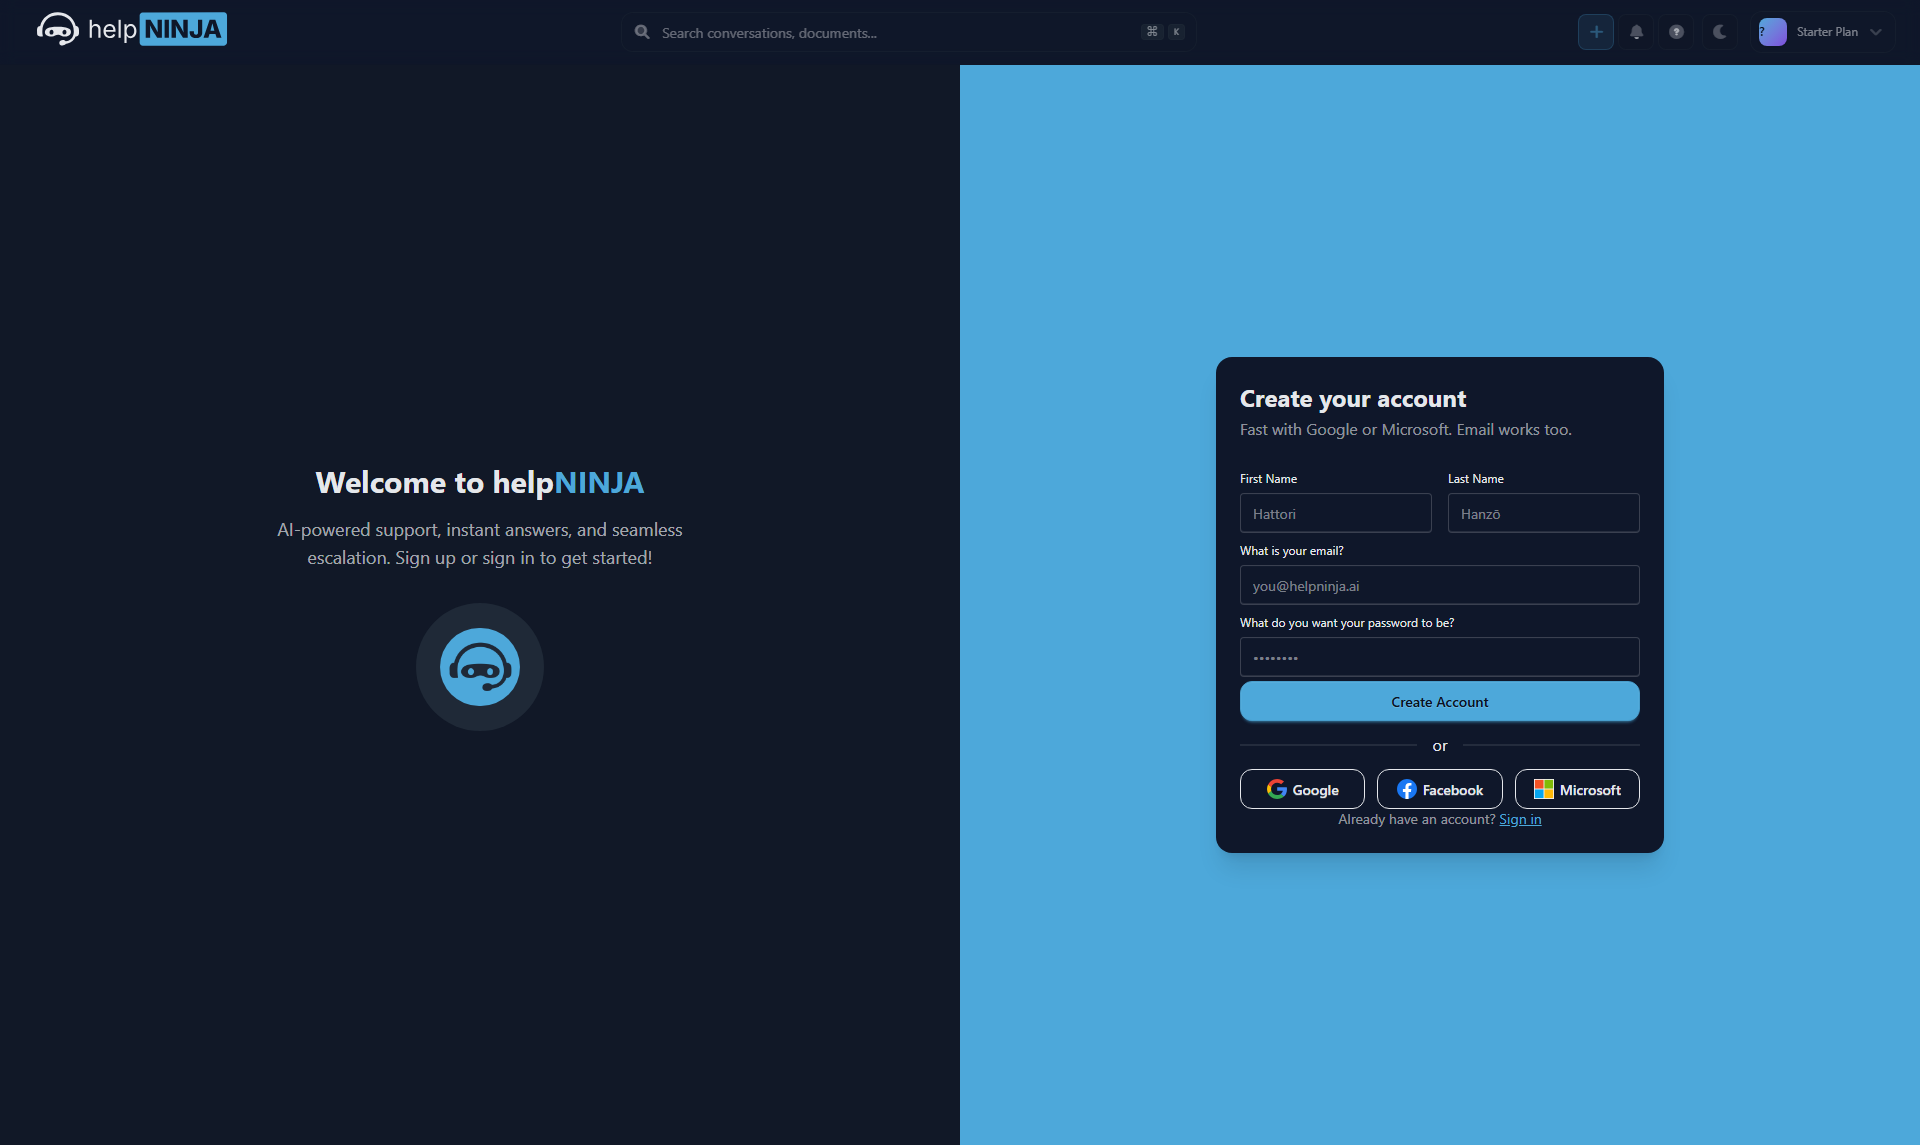 help NINJA
Search conversations, documents...
⌘ K
?
? Starter Plan
Welcome to helpNINJA
AI-powered support, instant answers, and seamless
escalation. Sign up or sign in to get started!
Create your account
Fast with Google or Microsoft. Email works too.
First Name Last Name
Hattori Hanzō
What is your email?
you@helpninja.ai
What do you want your password to be?
••••••••
Create Account
or
Google Facebook Microsoft
Already have an account? Sign in